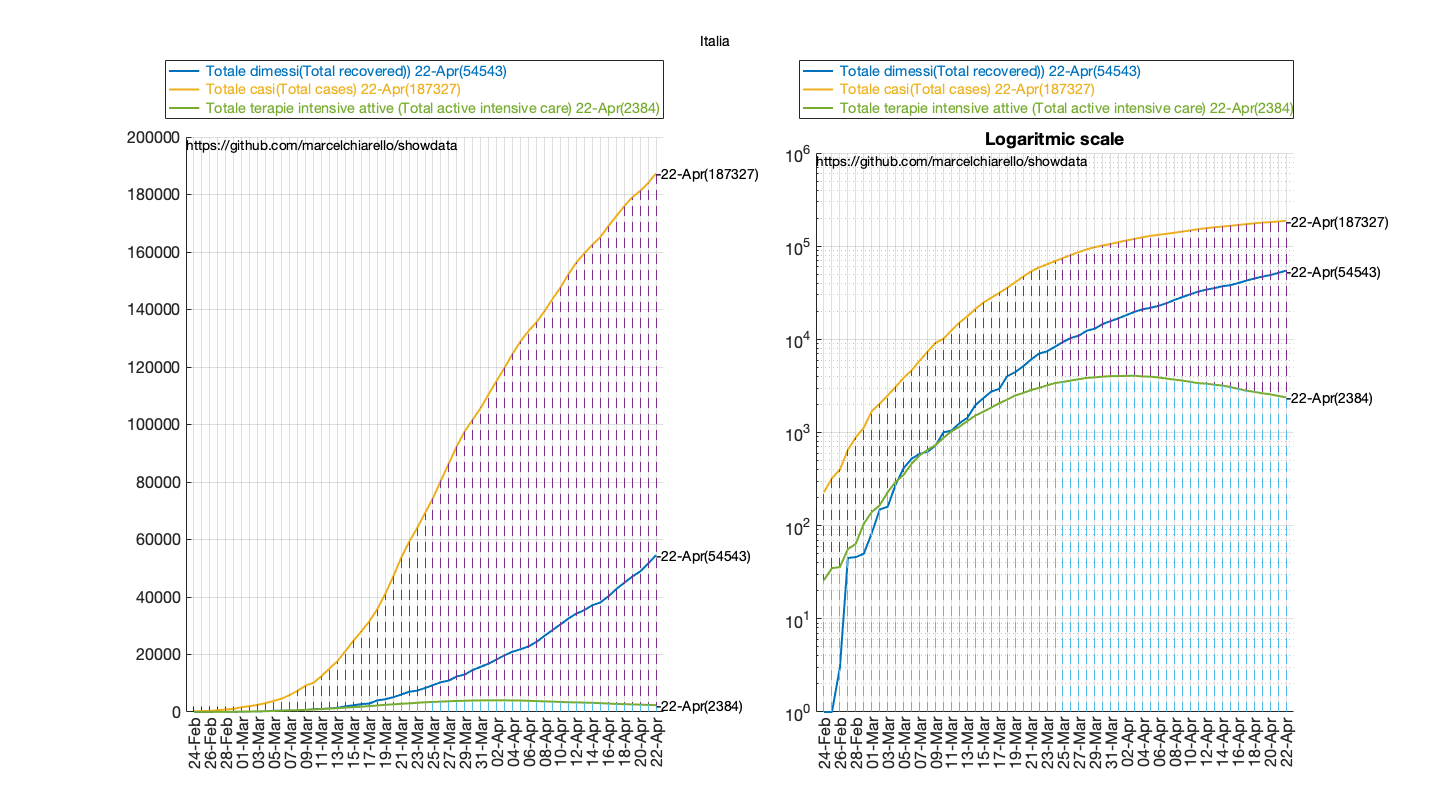 Italia
Totale dimessi(Total recovered)) 22-Apr(54543)
Totale casi(Total cases) 22-Apr(187327)
Totale terapie intensive attive (Total active intensive care) 22-Apr(2384)
https://github.com/marcelchiarello/showdata
200000
180000
160000
140000
120000
100000
80000
60000
40000
20000
0
22-Apr(187327)
22-Apr(54543)
22-Apr(2384)
24-Feb
26-Feb
28-Feb
01-Mar
03-Mar
05-Mar
07-Mar
09-Mar
11-Mar
13-Mar
15-Mar
17-Mar
19-Mar
21-Mar
23-Mar
25-Mar
27-Mar
29-Mar
31-Mar
02-Apr
04-Apr
06-Apr
08-Apr
10-Apr
12-Apr
14-Apr
16-Apr
18-Apr
20-Apr
22-Apr
Totale dimessi(Total recovered)) 22-Apr(54543)
Totale casi(Total cases) 22-Apr(187327)
Totale terapie intensive attive (Total active intensive care) 22-Apr(2384)
Logaritmic scale
https://github.com/marcelchiarello/showdata
10^6
10^5
10^4
10^3
10^2
10^1
10^0
22-Apr(187327)
22-Apr(54543)
22-Apr(2384)
24-Feb
26-Feb
28-Feb
01-Mar
03-Mar
05-Mar
07-Mar
09-Mar
11-Mar
13-Mar
15-Mar
17-Mar
19-Mar
21-Mar
23-Mar
25-Mar
27-Mar
29-Mar
31-Mar
02-Apr
04-Apr
06-Apr
08-Apr
10-Apr
12-Apr
14-Apr
16-Apr
18-Apr
20-Apr
22-Apr